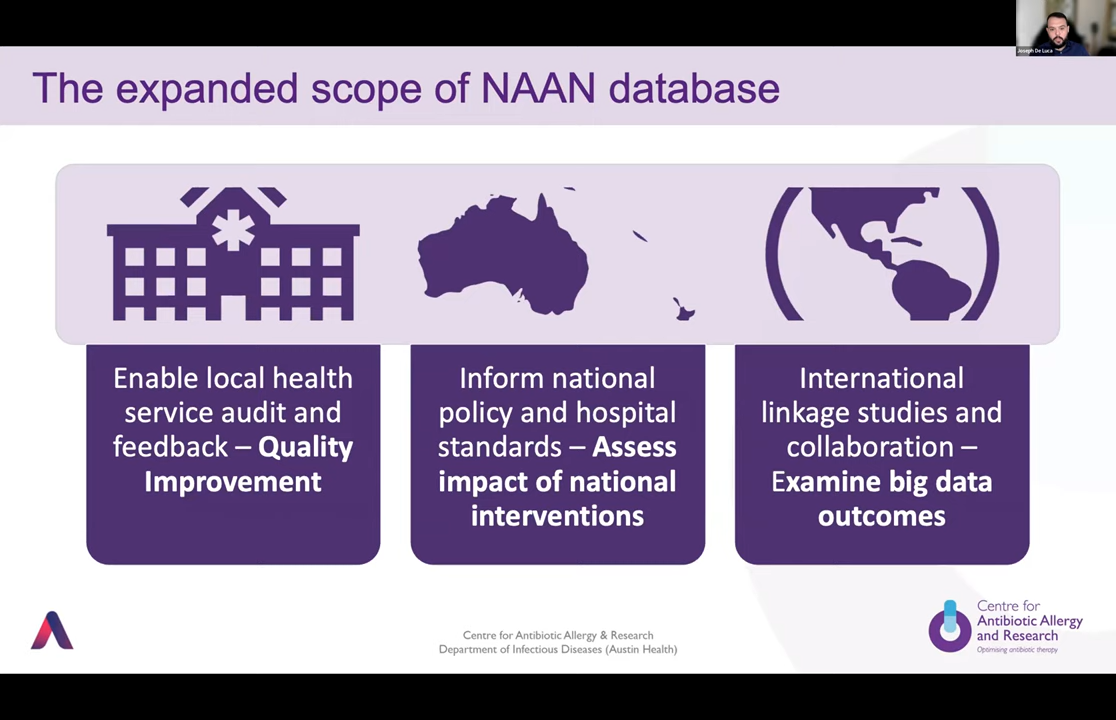 Joseph De Luca
The expanded scope of NAAN database
Enable local health
service audit and
feedback – Quality
Improvement
Inform national
policy and hospital
standards – Assess
impact of national
interventions
International
linkage studies and
collaboration –
Examine big data
outcomes
Centre for Antibiotic Allergy & Research
Department of Infectious Diseases (Austin Health)
Centre for
Antibiotic Allergy
and Research
Optimising antibiotic therapy